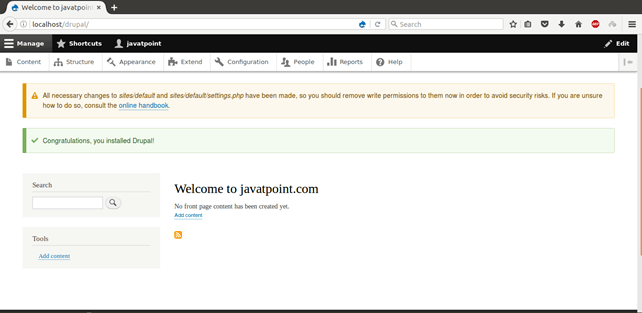 Welcome to javatpoint
localhost/drupal/
Search
Manage Shortcuts javatpoint Edit
Content Structure Appearance Extend Configuration People Reports Help
All necessary changes to sites/default and sites/default/settings.php have been made, so you should remove write permissions to them now in order to avoid security risks. If you are unsure
how to do so, consult the online handbook.
Congratulations, you installed Drupal!
Search
Welcome to javatpoint.com
No front page content has been created yet.
Add content
Tools
Add content